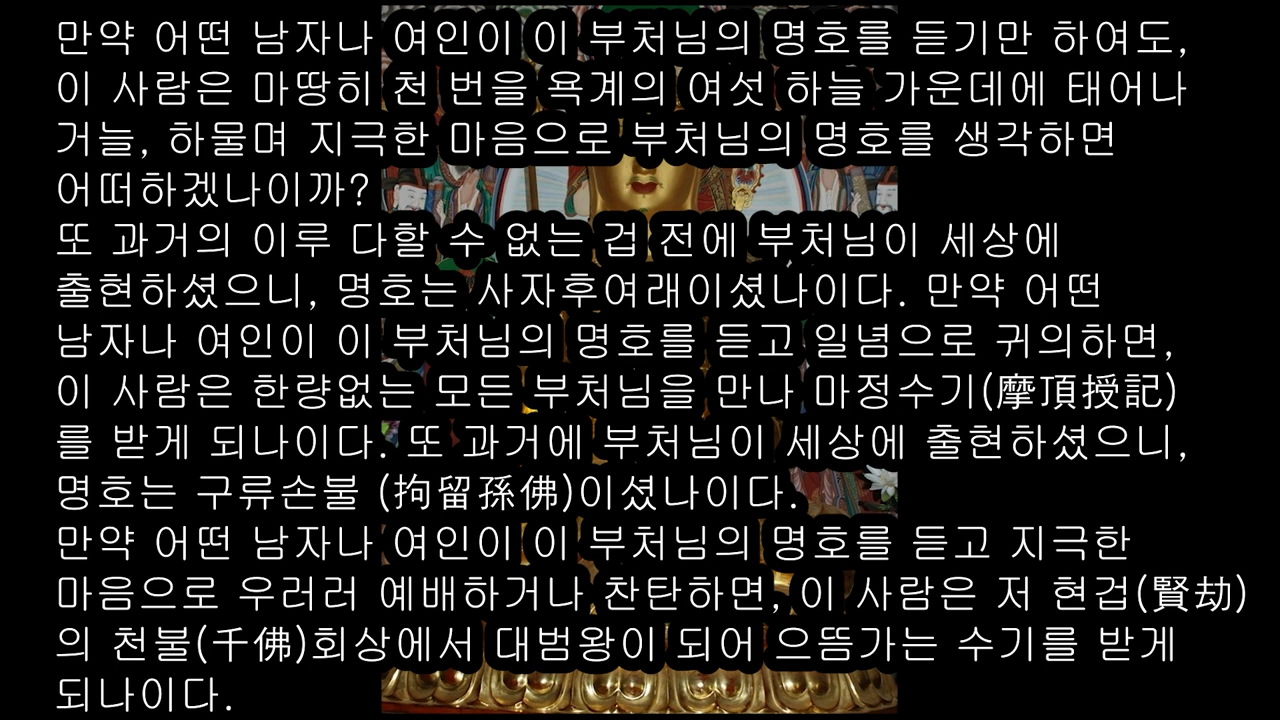 만약 어떤 남자나 여인이 이 부처님의 명호를 듣기만 하여도,
이 사람은 마땅히 천 번을 욕계의 여섯 하늘 가운데에 태어나
거늘, 하물며 지극한 마음으로 부처님의 명호를 생각하면
어떠하겠나이까?
또 과거의 이루 다할 수 없는 겁 전에 부처님이 세상에
출현하셨으니, 명호는 사자후여래이셨나이다. 만약 어떤
남자나 여인이 이 부처님의 명호를 듣고 일념으로 귀의하면,
이 사람은 한량없는 모든 부처님을 만나 마정수기(摩頂授記)
를 받게 되나이다. 또 과거에 부처님이 세상에 출현하셨으니,
명호는 구류손불 (拘留孫佛)이셨나이다.
만약 어떤 남자나 여인이 이 부처님의 명호를 듣고 지극한
마음으로 우러러 예배하거나 찬탄하면, 이 사람은 저 현겁(賢劫)
의 천불(千佛)회상에서 대범왕이 되어 으뜸가는 수기를 받게
되나이다.